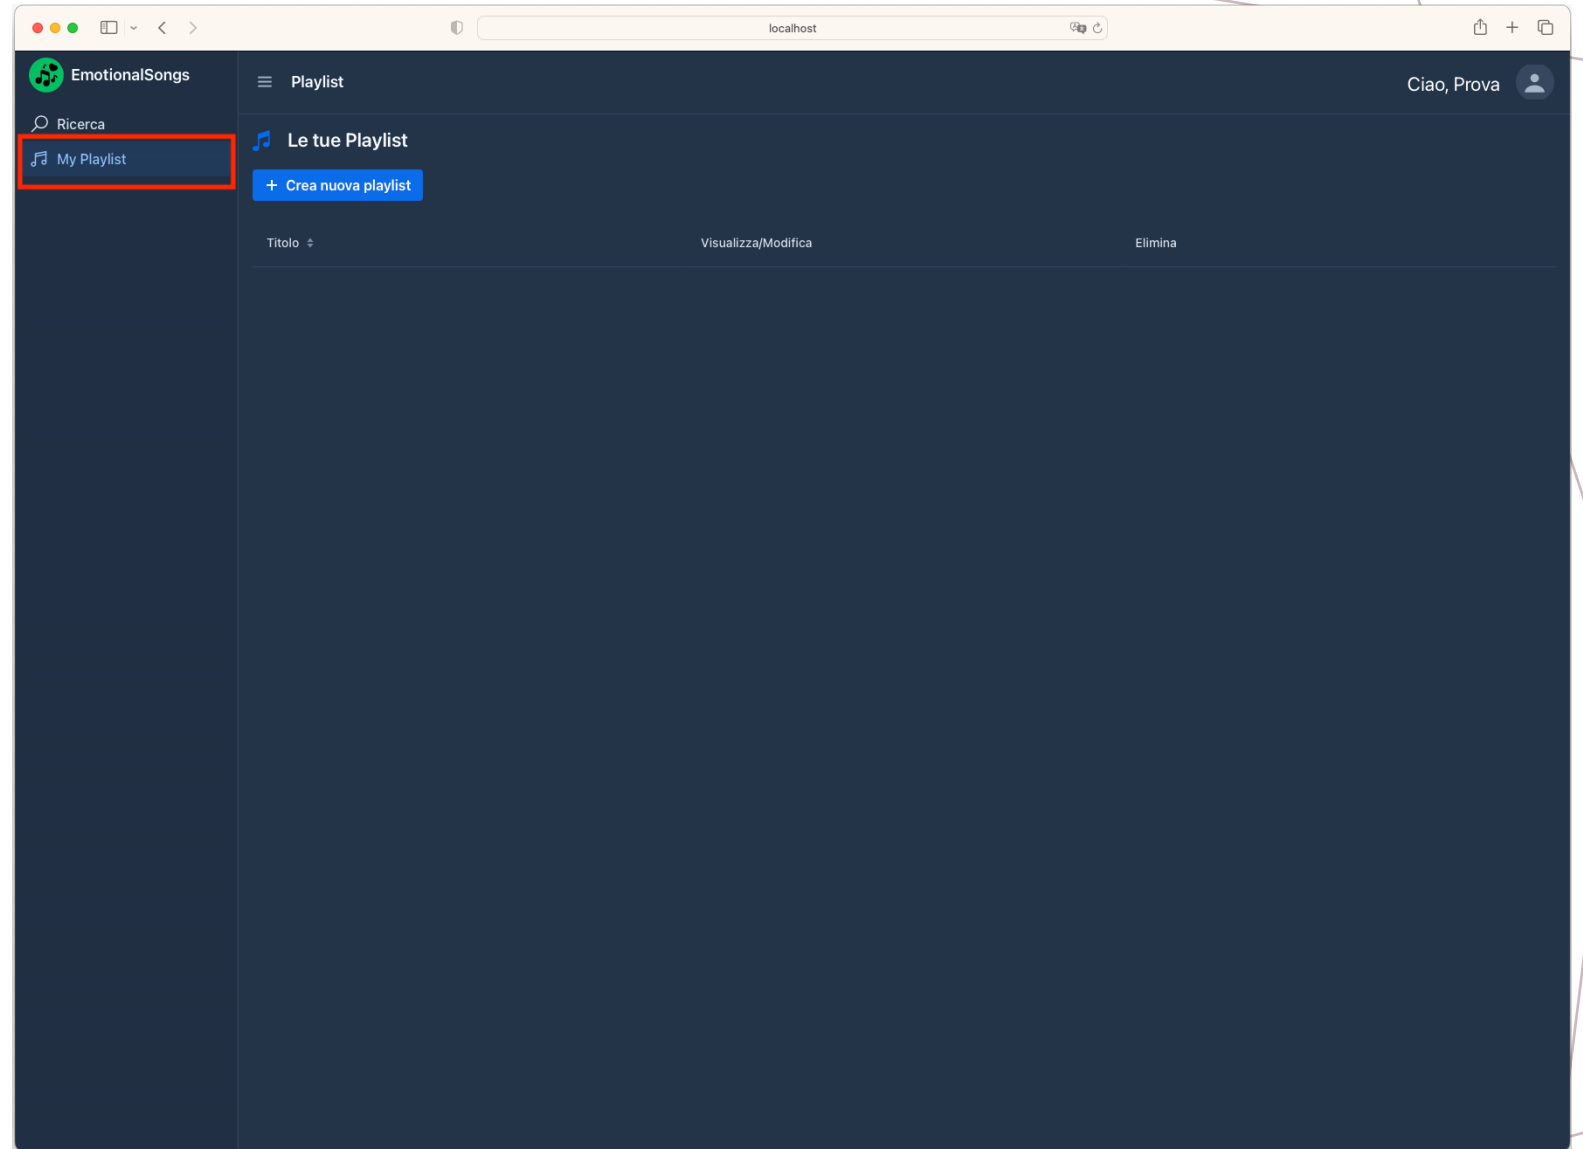 localhost
EmotionalSongs
Playlist
Ciao, Prova
Ricerca
My Playlist
Le tue Playlist
+ Crea nuova playlist
Titolo
Visualizza/Modifica
Elimina